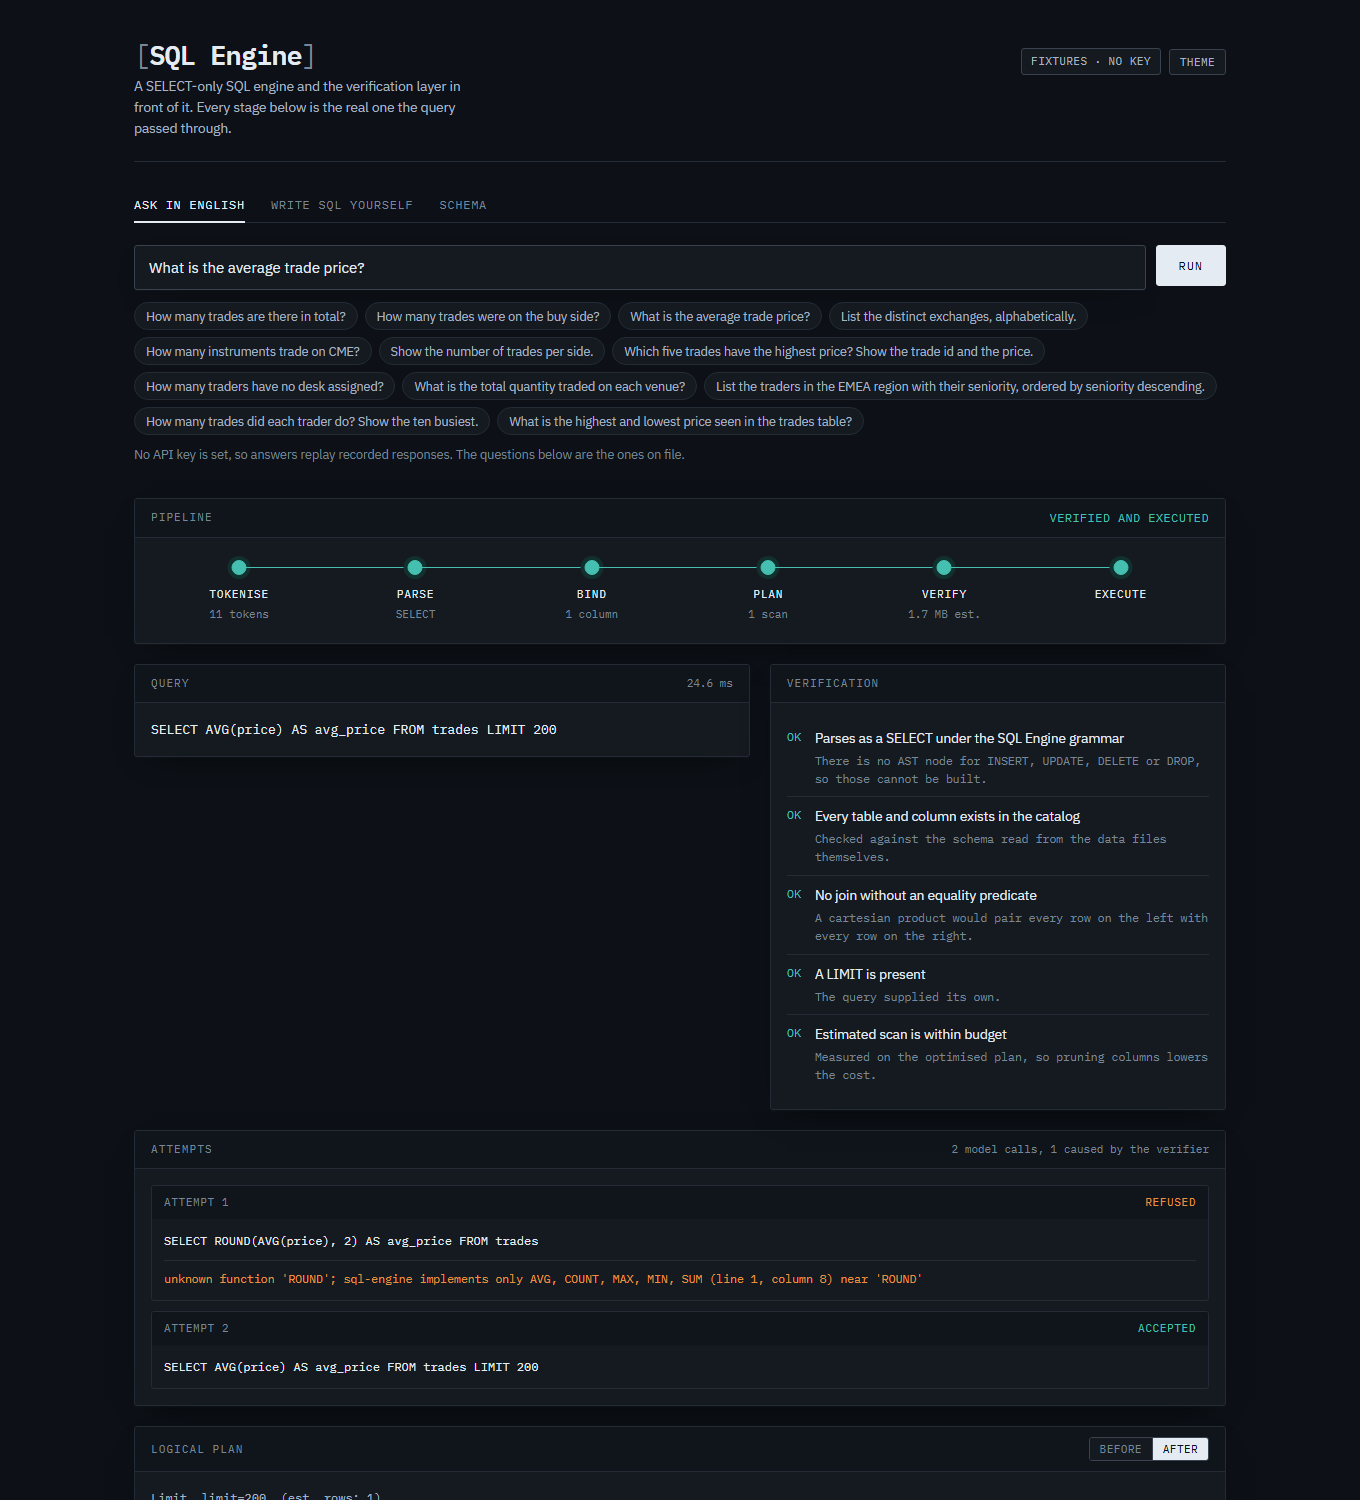 [SQL Engine]
A SELECT-only SQL engine and the verification layer in
front of it. Every stage below is the real one the query
passed through.
FIXTURES · NO KEY
THEME
ASK IN ENGLISH
WRITE SQL YOURSELF
SCHEMA
What is the average trade price?
RUN
How many trades are there in total?
How many trades were on the buy side?
What is the average trade price?
List the distinct exchanges, alphabetically.
How many instruments trade on CME?
Show the number of trades per side.
Which five trades have the highest price? Show the trade id and the price.
How many traders have no desk assigned?
What is the total quantity traded on each venue?
List the traders in the EMEA region with their seniority, ordered by seniority descending.
How many trades did each trader do? Show the ten busiest.
What is the highest and lowest price seen in the trades table?
No API key is set, so answers replay recorded responses. The questions below are the ones on file.
PIPELINE
VERIFIED AND EXECUTED
TOKENISE
PARSE
BIND
PLAN
VERIFY
EXECUTE
11 tokens
SELECT
1 column
1 scan
1.7 MB est.
QUERY
24.6 ms
SELECT AVG(price) AS avg_price FROM trades LIMIT 200
VERIFICATION
OK Parses as a SELECT under the SQL Engine grammar
There is no AST node for INSERT, UPDATE, DELETE or DROP,
so those cannot be built.
OK Every table and column exists in the catalog
Checked against the schema read from the data files
themselves.
OK No join without an equality predicate
A cartesian product would pair every row on the left with
every row on the right.
OK A LIMIT is present
The query supplied its own.
OK Estimated scan is within budget
Measured on the optimised plan, so pruning columns lowers
the cost.
ATTEMPTS
2 model calls, 1 caused by the verifier
ATTEMPT 1
REFUSED
SELECT ROUND(AVG(price), 2) AS avg_price FROM trades
unknown function 'ROUND'; sql-engine implements only AVG, COUNT, MAX, MIN, SUM (line 1, column 8) near 'ROUND'
ATTEMPT 2
ACCEPTED
SELECT AVG(price) AS avg_price FROM trades LIMIT 200
LOGICAL PLAN
BEFORE
AFTER
Limit limit=200 (est. rows: 1)